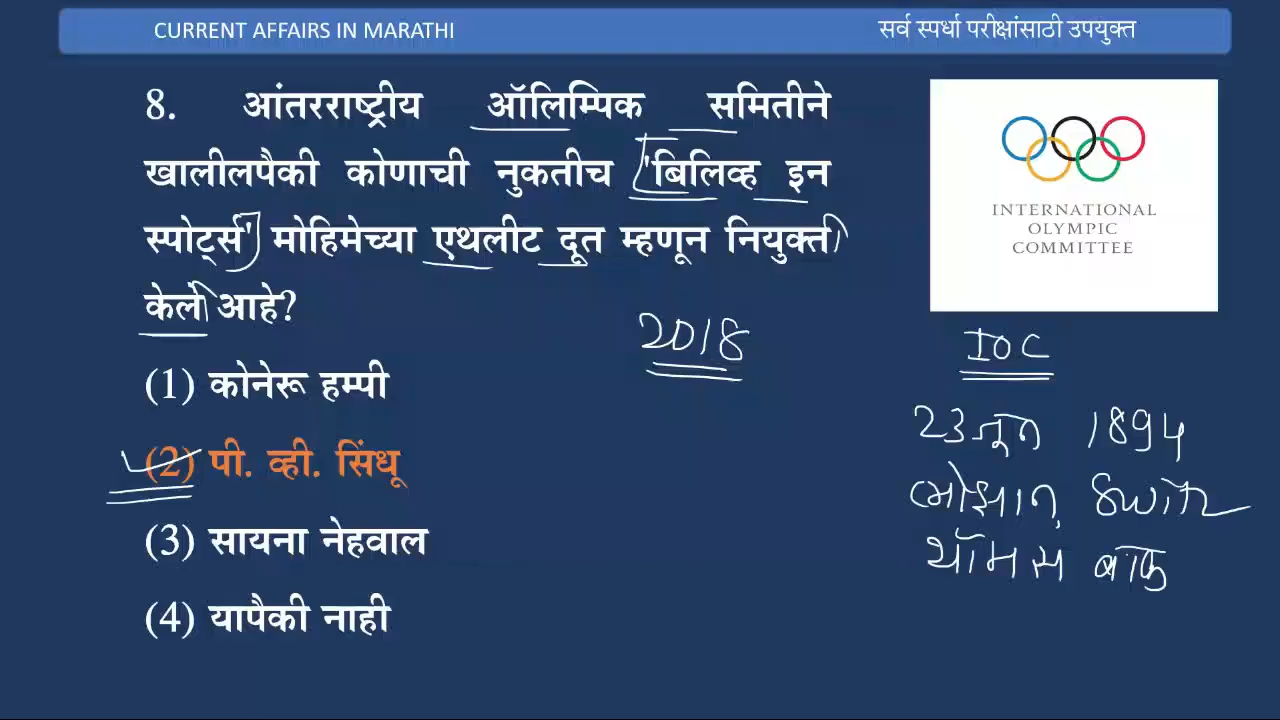 CURRENT AFFAIRS IN MARATHI
सर्व स्पर्धा परीक्षांसाठी उपयुक्त
8. आंतरराष्ट्रीय ऑलिम्पिक समितीने
खालीलपैकी कोणाची नुकतीच 'बिलिव्ह इन
स्पोर्ट्स' मोहिमेच्या एथलीट दूत म्हणून नियुक्ती
केले आहे?
(1) कोनेरू हम्पी
(2) पी. व्ही. सिंधू
(3) सायना नेहवाल
(4) यापैकी नाही
2018
INTERNATIONAL
OLYMPIC
COMMITTEE
IOC
23 जून 1894
लोझान, Switz
थॉमस बाक